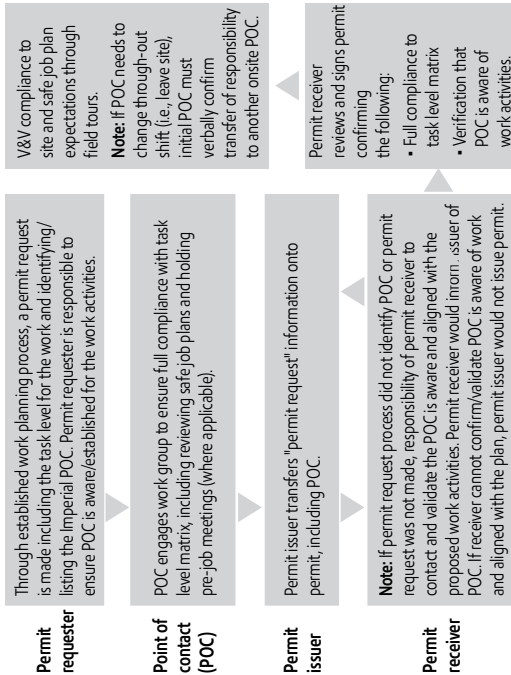 Permit
requester
Through established work planning process, a permit request
is made including the task level for the work and identifying/
listing the Imperial POC. Permit requester is responsible to
ensure POC is aware/established for the work activities.
Point of
contact
(POC)
POC engages work group to ensure full compliance with task
level matrix, including reviewing safe job plans and holding
pre-job meetings (where applicable).
Permit
issuer
Permit issuer transfers "permit request" information onto
permit, including POC.
Permit
receiver
Note: If permit request process did not identify POC or permit
request was not made, responsibility of permit receiver to
contact and validate the POC is aware and aligned with the
proposed work activities. Permit receiver would inform issuer of
POC. If receiver cannot confirm/validate POC is aware of work
and aligned with the plan, permit issuer would not issue permit.
Permit receiver
reviews and signs permit
confirming
the following:
▪ Full compliance to
task level matrix
▪ Verification that
POC is aware of
work activities.
V&V compliance to
site and safe job plan
expectations through
field tours.
Note: If POC needs to
change through-out
shift (i.e., leave site),
initial POC must
verbally confirm
transfer of responsibility
to another onsite POC.